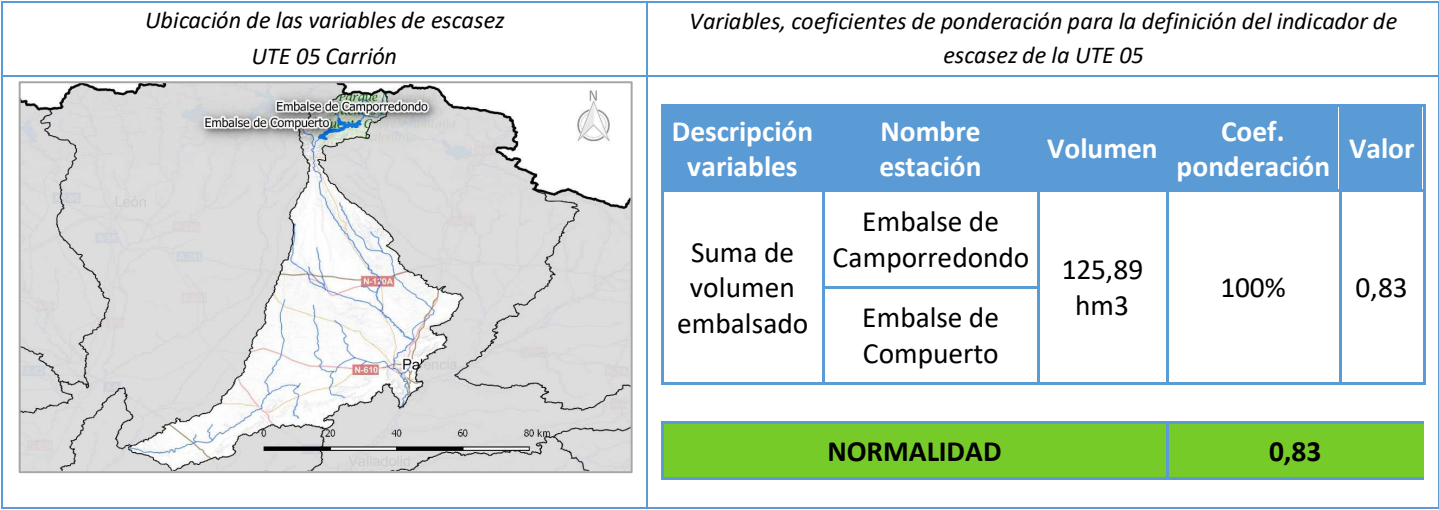 Ubicación de las variables de escasez
UTE 05 Carrión
Variables, coeficientes de ponderación para la definición del indicador de
escasez de la UTE 05
N
Parque
Embalse de Camporredondo
Embalse de Compuerto
León
N-120A
N-610
Palencia
0 20 40 60 80 km
Valladolid
Descripción
variables
Nombre
estación
Volumen
Coef.
ponderación
Valor
Suma de
volumen
embalsado
Embalse de
Camporredondo
Embalse de
Compuerto
125,89
hm3
100%
0,83
NORMALIDAD
0,83